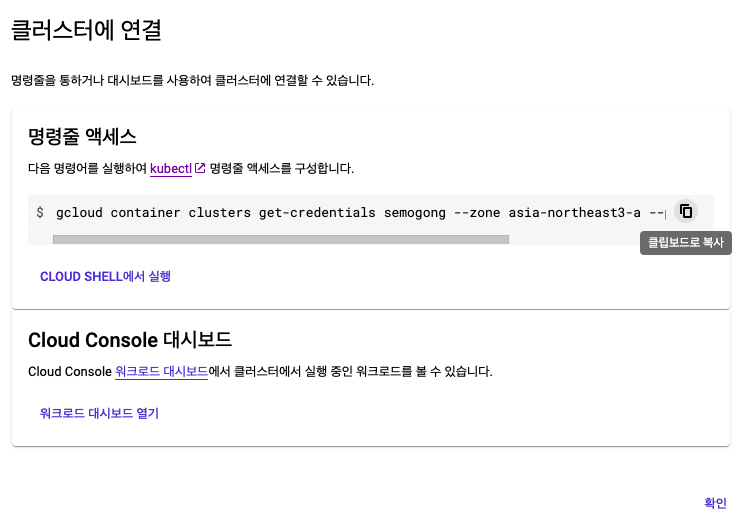 클러스터에 연결
명령줄을 통하거나 대시보드를 사용하여 클러스터에 연결할 수 있습니다.
명령줄 액세스
다음 명령어를 실행하여 kubectl 명령줄 액세스를 구성합니다.
$ gcloud container clusters get-credentials semogong --zone asia-northeast3-a --
클립보드로 복사
CLOUD SHELL에서 실행
Cloud Console 대시보드
Cloud Console 워크로드 대시보드에서 클러스터에서 실행 중인 워크로드를 볼 수 있습니다.
워크로드 대시보드 열기
확인